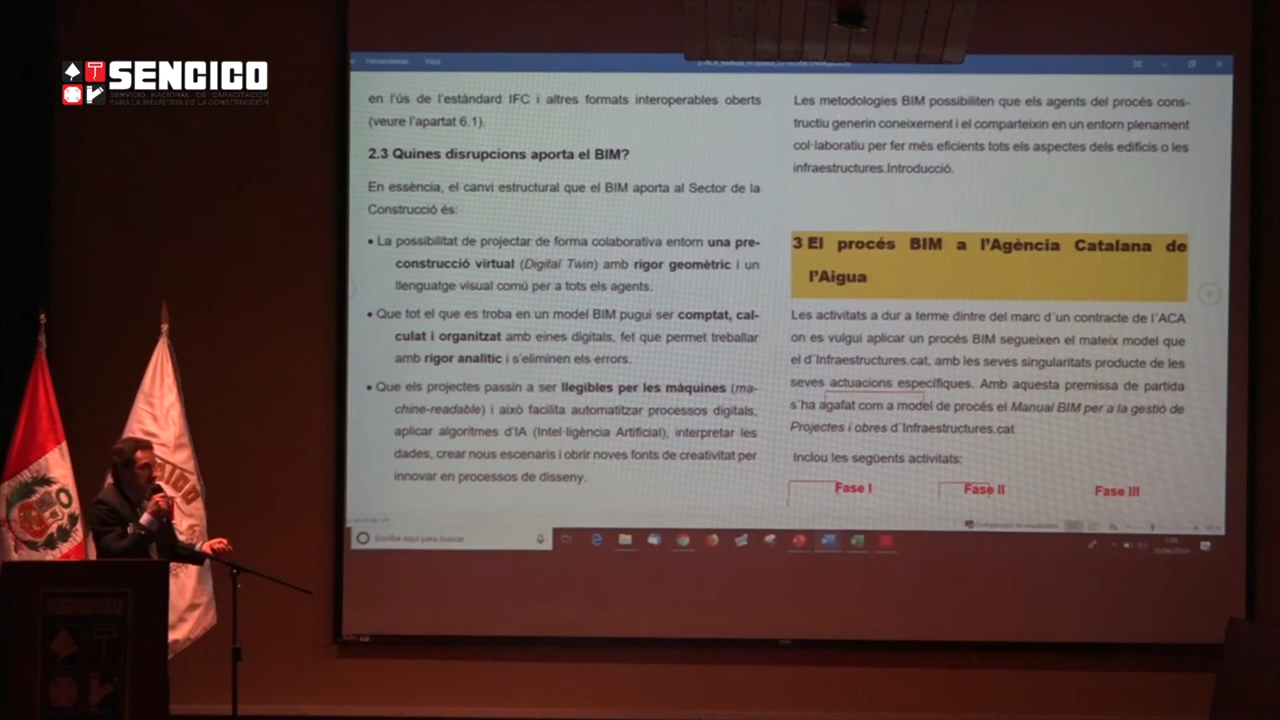 SENCICO
SERVICIO NACIONAL DE CAPACITACIÓN
PARA LA INDUSTRIA DE LA CONSTRUCCIÓN
Herramientas Vista
en l'ús de l'estàndard IFC i altres formats interoperables oberts
(veure l'apartat 6.1).
2.3 Quines disrupcions aporta el BIM?
En essència, el canvi estructural que el BIM aporta al Sector de la
Construcció és:
• La possibilitat de projectar de forma colaborativa entorn una pre-
construcció virtual (Digital Twin) amb rigor geomètric i un
llenguatge visual comú per a tots els agents.
• Que tot el que es troba en un model BIM pugui ser comptat, cal-
culat i organitzat amb eines digitals, fet que permet treballar
amb rigor analític i s'eliminen els errors.
• Que els projectes passin a ser llegibles per les màquines (ma-
chine-readable) i això facilita automatitzar processos digitals,
aplicar algoritmes d'IA (Intel·ligència Artificial), interpretar les
dades, crear nous escenaris i obrir noves fonts de creativitat per
innovar en processos de disseny.
Les metodologies BIM possibiliten que els agents del procés cons-
tructiu generin coneixement i el comparteixin en un entorn plenament
col·laboratiu per fer més eficients tots els aspectes dels edificis o les
infraestructures.Introducció.
3 El procés BIM a l'Agència Catalana de
l'Aigua
Les activitats a dur a terme dintre del marc d´un contracte de l´ACA
on es vulgui aplicar un procés BIM segueixen el mateix model que
el d´Infraestructures.cat, amb les seves singularitats producte de les
seves actuacions específiques. Amb aquesta premissa de partida
s´ha agafat com a model de procés el Manual BIM per a la gestió de
Projectes i obres d´Infraestructures.cat
Inclou les següents activitats:
Fase I Fase II Fase III
Escribe aquí para buscar
SENCICO